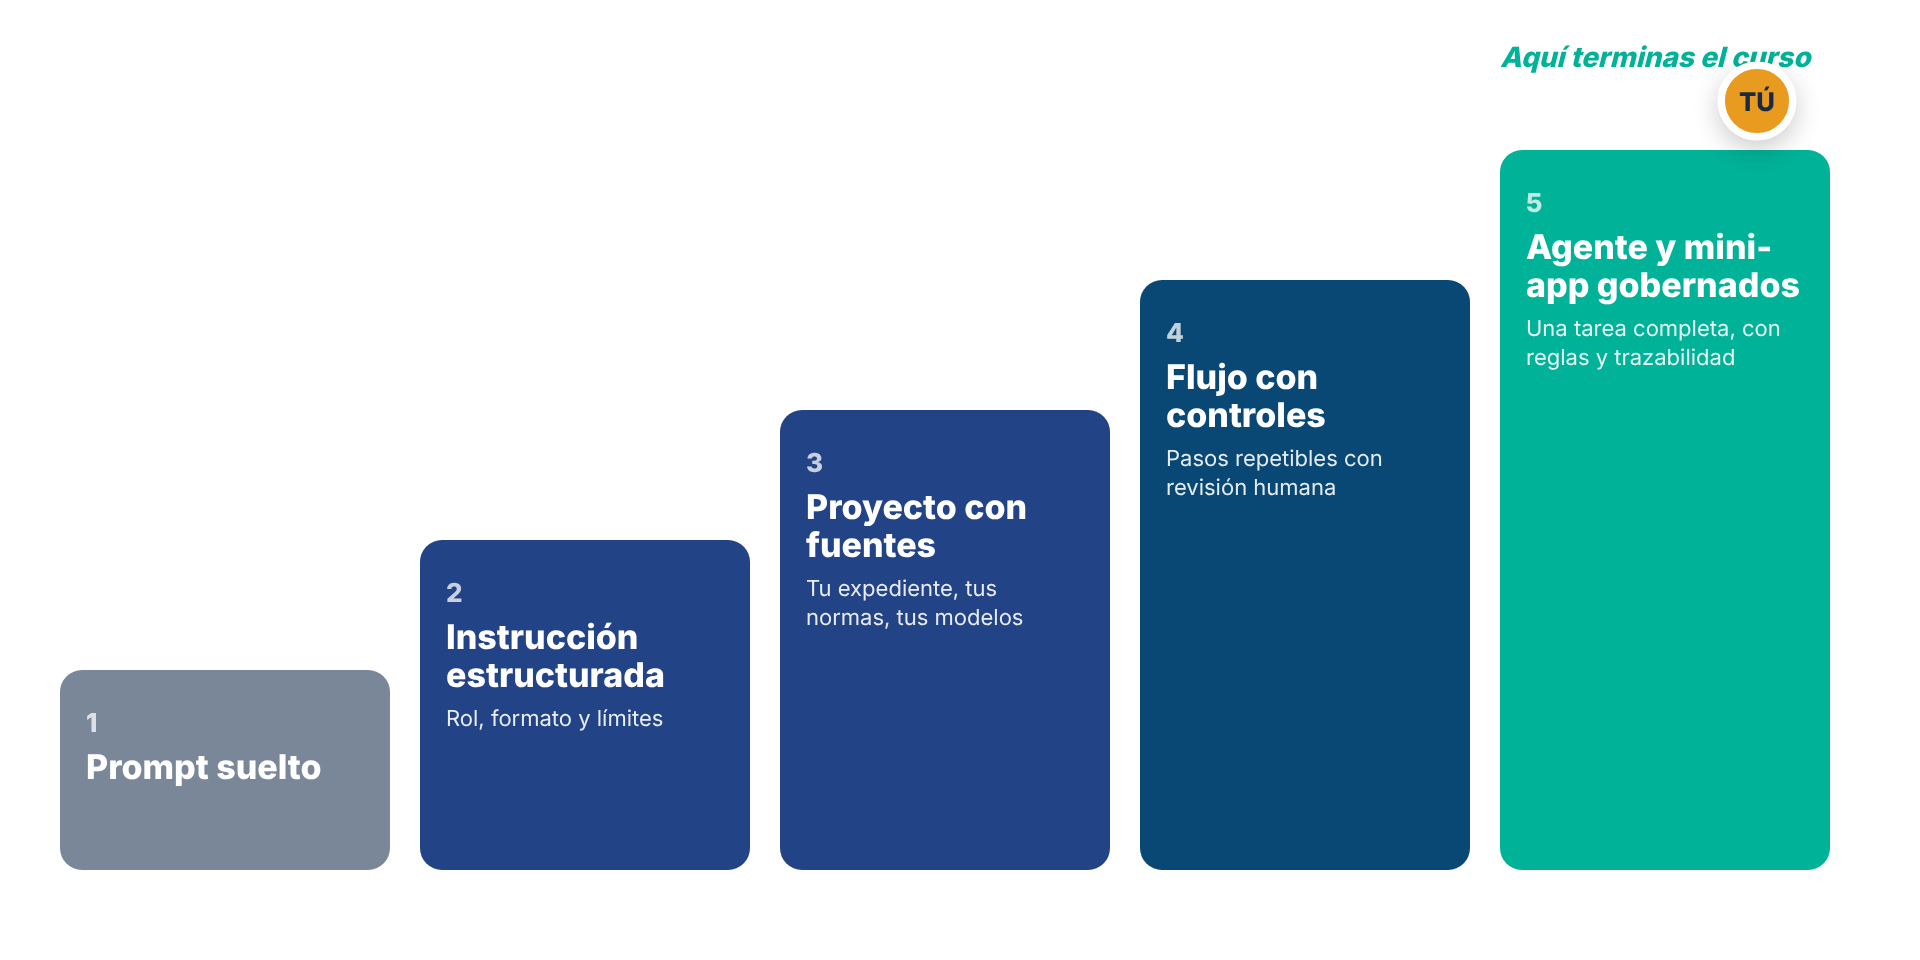 Aquí terminas el curso
TÚ
1
Prompt suelto
2
Instrucción
estructurada
Rol, formato y límites
3
Proyecto con
fuentes
Tu expediente, tus
normas, tus modelos
4
Flujo con
controles
Pasos repetibles con
revisión humana
5
Agente y mini-
app gobernados
Una tarea completa, con
reglas y trazabilidad